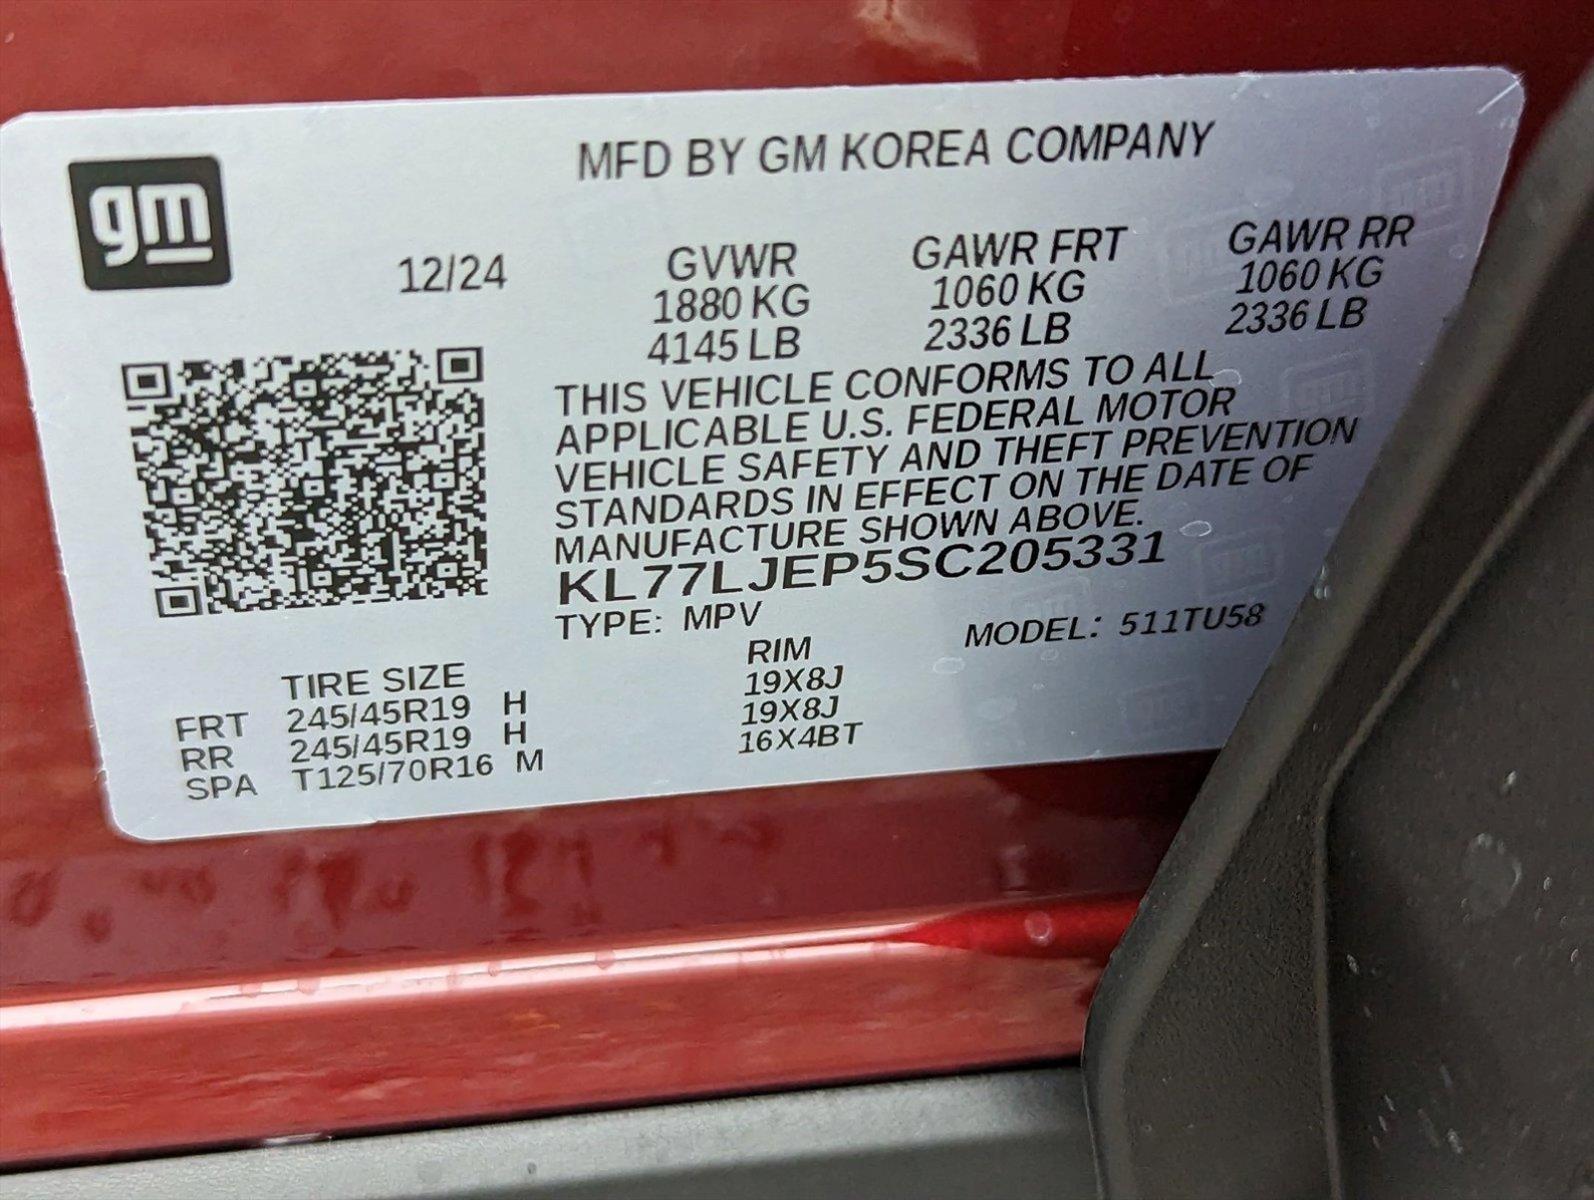 gm
MFD BY GM KOREA COMPANY
12/24
GVWR GAWR FRT GAWR RR
1880 KG 1060 KG 1060 KG
4145 LB 2336 LB 2336 LB
THIS VEHICLE CONFORMS TO ALL
APPLICABLE U.S. FEDERAL MOTOR
VEHICLE SAFETY AND THEFT PREVENTION
STANDARDS IN EFFECT ON THE DATE OF
MANUFACTURE SHOWN ABOVE.
KL77LJEP5SC205331
TYPE: MPV MODEL: 511TU58
TIRE SIZE RIM
FRT 245/45R19 H 19X8J
RR 245/45R19 H 19X8J
SPA T125/70R16 M 16X4BT